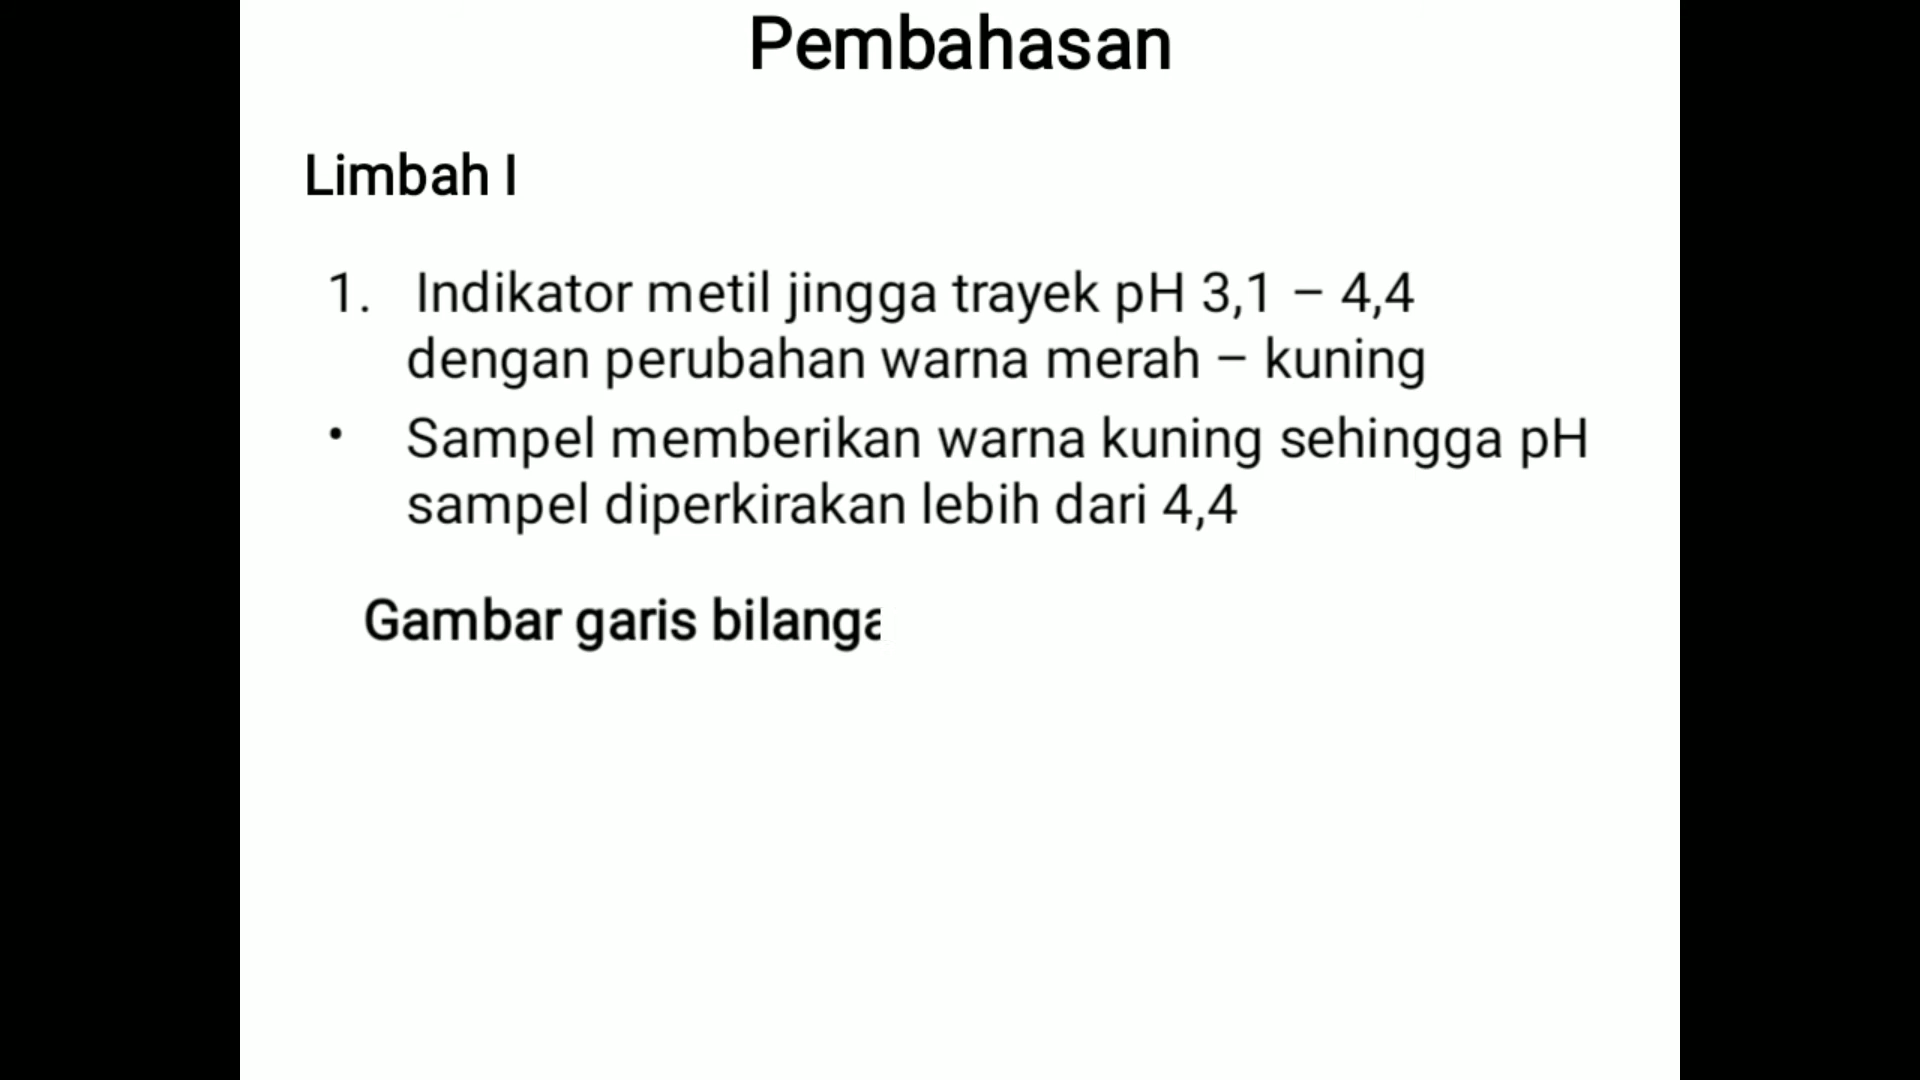 Pembahasan
Limbah I
1. Indikator metil jingga trayek pH 3,1 – 4,4
dengan perubahan warna merah – kuning
• Sampel memberikan warna kuning sehingga pH
sampel diperkirakan lebih dari 4,4
Gambar garis bilanga